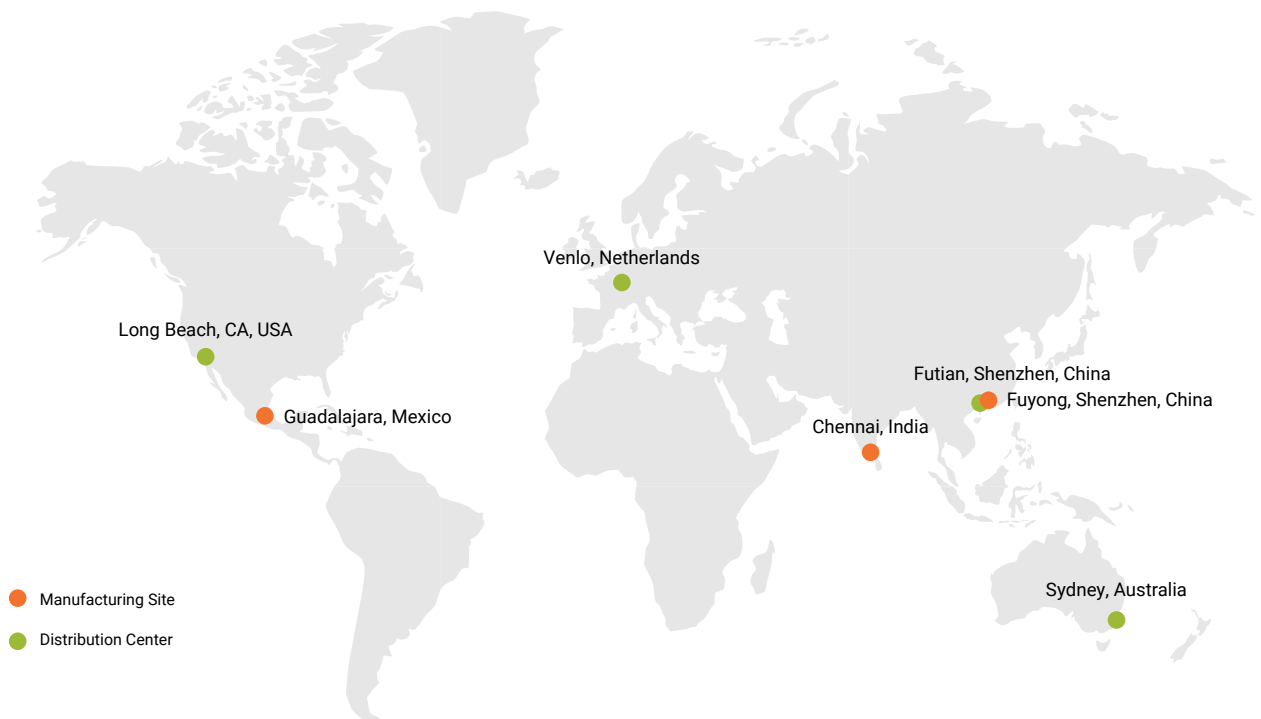 Venlo, Netherlands
Long Beach, CA, USA
Futian, Shenzhen, China
Fuyong, Shenzhen, China
Guadalajara, Mexico
Chennai, India
Sydney, Australia
Manufacturing Site
Distribution Center